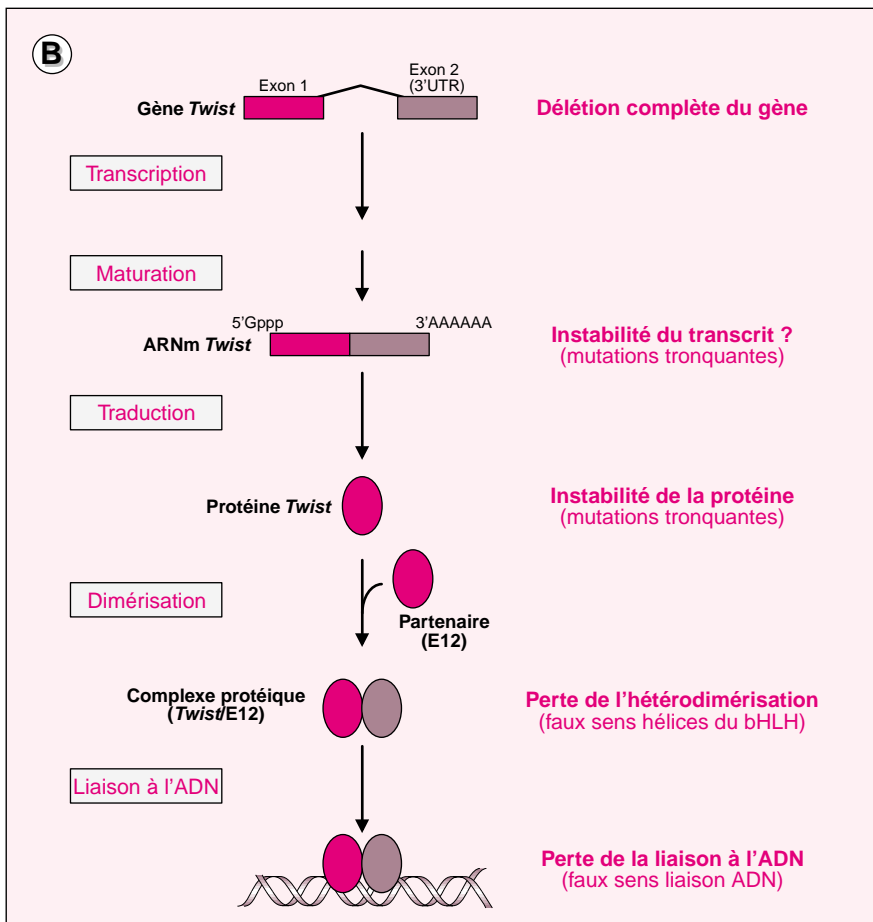 B
Exon 1
Exon 2
(3'UTR)
Gène Twist
Délétion complète du gène
Transcription
Maturation
5'Gppp
3'AAAAAA
ARNm Twist
Instabilité du transcrit ?
(mutations tronquantes)
Traduction
Protéine Twist
Instabilité de la protéine
(mutations tronquantes)
Dimérisation
Partenaire
(E12)
Complexe protéique
(Twist/E12)
Perte de l'hétérodimérisation
(faux sens hélices du bHLH)
Liaison à l'ADN
Perte de la liaison à l'ADN
(faux sens liaison ADN)